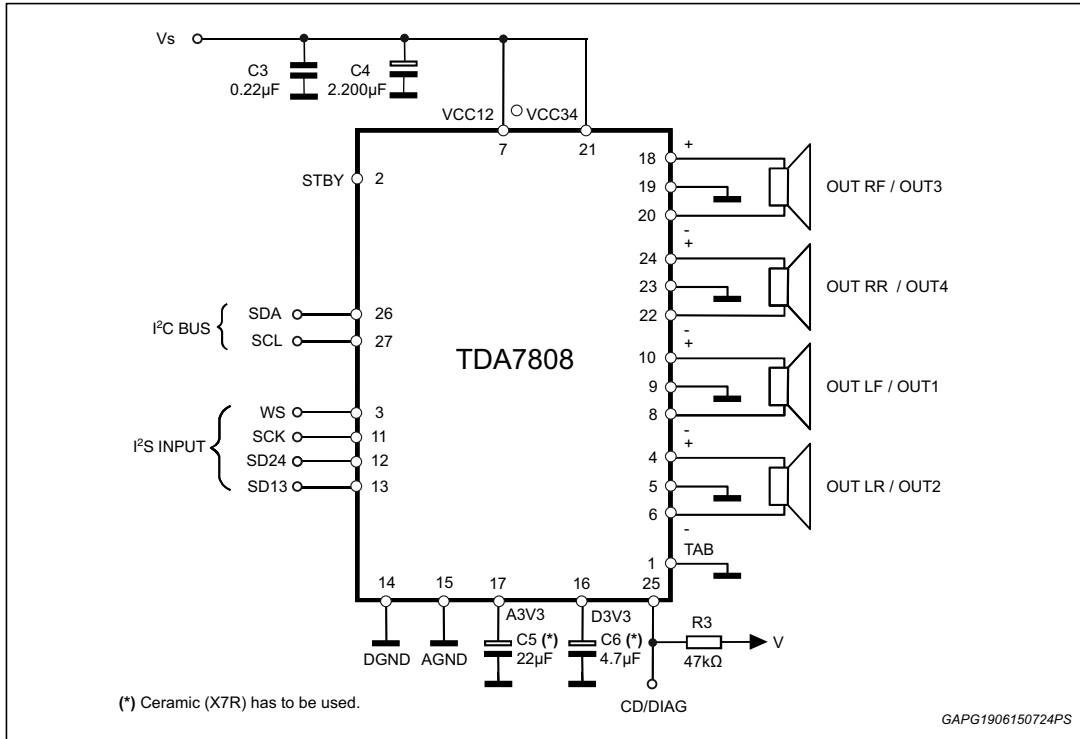 Vs
C3
0.22µF
C4
2.200µF
VCC12
VCC34
7
21
STBY
2
18
+
19
20
-
OUT RF / OUT3
+
24
23
22
-
OUT RR / OUT4
I²C BUS
SDA
26
SCL
27
TDA7808
+
10
9
8
-
OUT LF / OUT1
I²S INPUT
WS
3
SCK
11
SD24
12
SD13
13
+
4
5
6
-
OUT LR / OUT2
TAB
1
14
15
17
16
25
A3V3
D3V3
DGND
AGND
C5 (*)
22µF
C6 (*)
4.7µF
R3
47kΩ
V
CD/DIAG
(*) Ceramic (X7R) has to be used.
GAPG1906150724PS